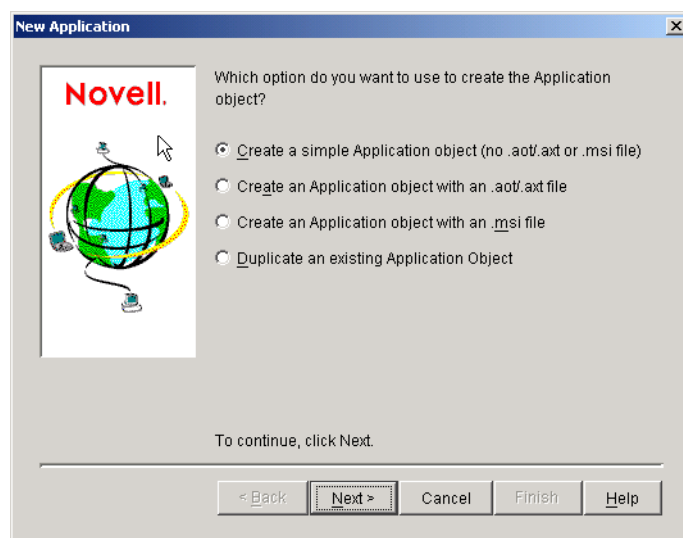 New Application
Novell.
Which option do you want to use to create the Application
object?
Create a simple Application object (no .aot/.axt or .msi file)
Create an Application object with an .aot/.axt file
Create an Application object with an .msi file
Duplicate an existing Application Object
To continue, click Next.
< Back
Next >
Cancel
Finish
Help